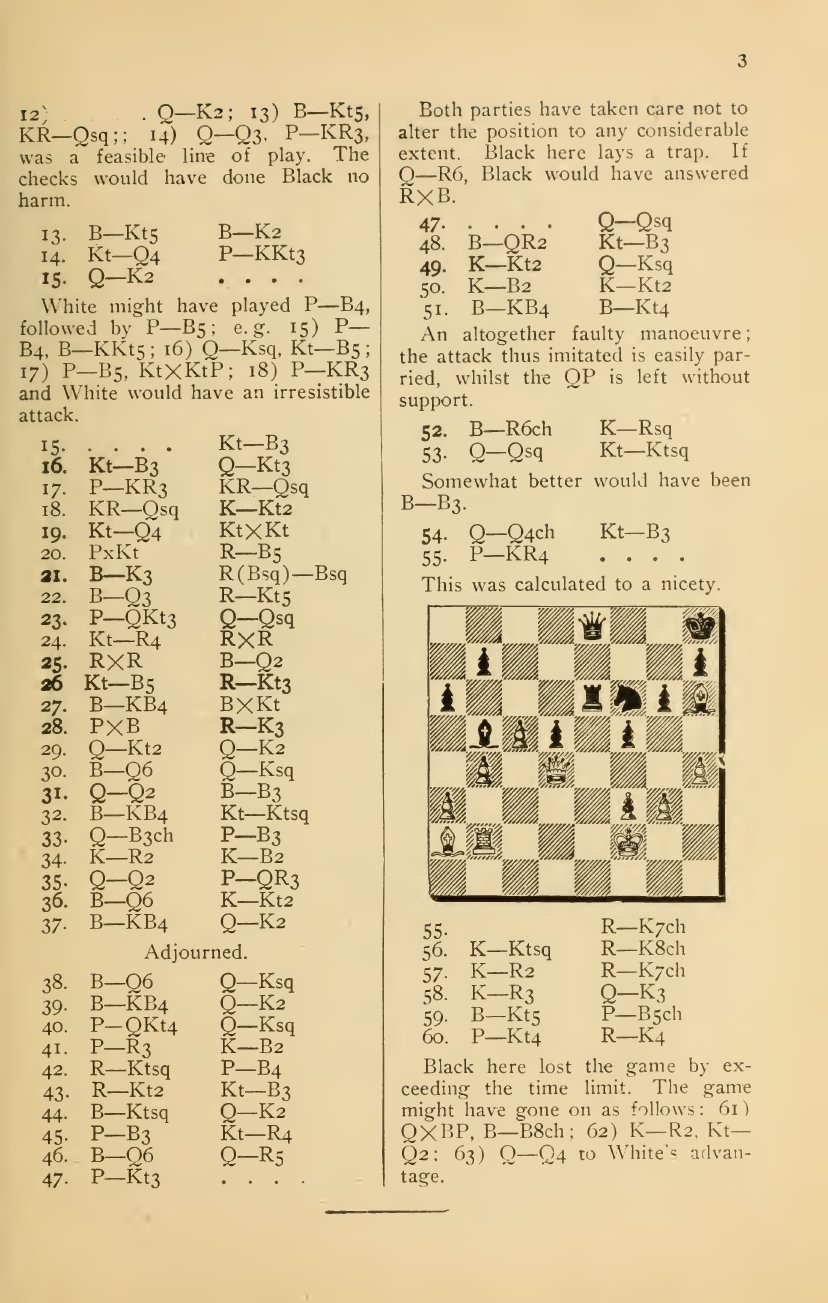 3
12) . Q—K2; 13) B—Kt5,
KR—Qsq;; 14) Q—Q3, P—KR3,
was a feasible line of play. The
checks would have done Black no
harm.
13. B—Kt5 B—K2
14. Kt—Q4 P—KKt3
15. Q—K2 . . . .
White might have played P—B4,
followed by P—B5; e. g. 15) P—
B4, B—KKt5; 16) Q—Ksq, Kt—B5;
17) P—B5, Kt×KtP; 18) P—KR3
and White would have an irresistible
attack.
15. . . . . Kt—B3
16. Kt—B3 Q—Kt3
17. P—KR3 KR—Qsq
18. KR—Qsq K—Kt2
19. Kt—Q4 Kt×Kt
20. PxKt R—B5
21. B—K3 R(Bsq)—Bsq
22. B—Q3 R—Kt5
23. P—QKt3 Q—Qsq
24. Kt—R4 R×R
25. R×R B—Q2
26 Kt—B5 R—Kt3
27. B—KB4 B×Kt
28. P×B R—K3
29. Q—Kt2 Q—K2
30. B—Q6 Q—Ksq
31. Q—Q2 B—B3
32. B—KB4 Kt—Ktsq
33. Q—B3ch P—B3
34. K—R2 K—B2
35. Q—Q2 P—QR3
36. B—Q6 K—Kt2
37. B—KB4 Q—K2
Adjourned.
38. B—Q6 Q—Ksq
39. B—KB4 Q—K2
40. P—QKt4 Q—Ksq
41. P—R3 K—B2
42. R—Ktsq P—B4
43. R—Kt2 Kt—B3
44. B—Ktsq Q—K2
45. P—B3 Kt—R4
46. B—Q6 Q—R5
47. P—Kt3 . . . .
Both parties have taken care not to
alter the position to any considerable
extent. Black here lays a trap. If
Q—R6, Black would have answered
R×B.
47. . . . . Q—Qsq
48. B—QR2 Kt—B3
49. K—Kt2 Q—Ksq
50. K—B2 K—Kt2
51. B—KB4 B—Kt4
An altogether faulty manoeuvre;
the attack thus imitated is easily par-
ried, whilst the QP is left without
support.
52. B—R6ch K—Rsq
53. Q—Qsq Kt—Ktsq
Somewhat better would have been
B—B3.
54. Q—Q4ch Kt—B3
55. P—KR4 . . . .
This was calculated to a nicety.
55. R—K7ch
56. K—Ktsq R—K8ch
57. K—R2 R—K7ch
58. K—R3 Q—K3
59. B—Kt5 P—B5ch
60. P—Kt4 R—K4
Black here lost the game by ex-
ceeding the time limit. The game
might have gone on as follows: 61)
Q×BP, B—B8ch; 62) K—R2, Kt—
Q2; 63) Q—Q4 to White's advan-
tage.